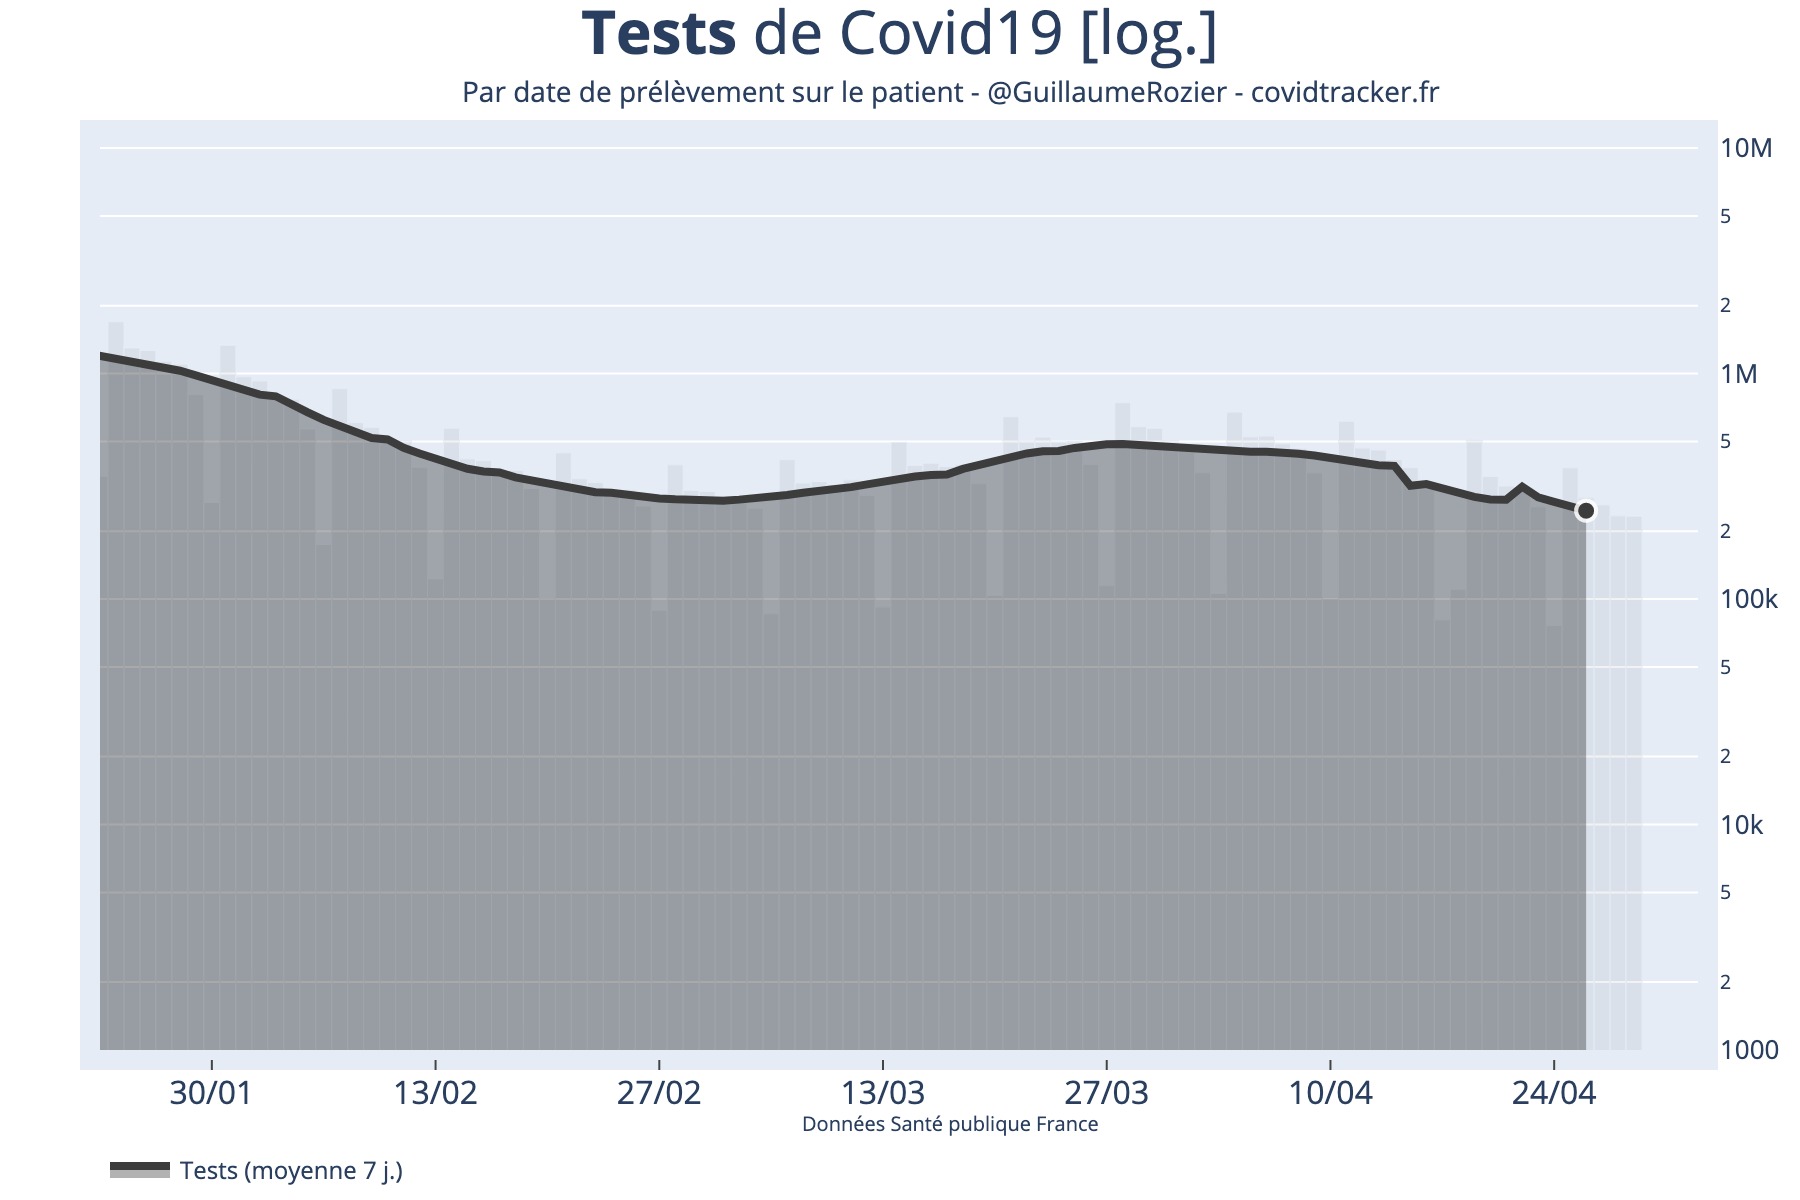 Tests de Covid19 [log.]
Par date de prélèvement sur le patient - @GuillaumeRozier - covidtracker.fr
10M
5
2
1M
5
2
100k
5
2
10k
5
2
1000
30/01 13/02 27/02 13/03 27/03 10/04 24/04
Données Santé publique France
Tests (moyenne 7 j.)